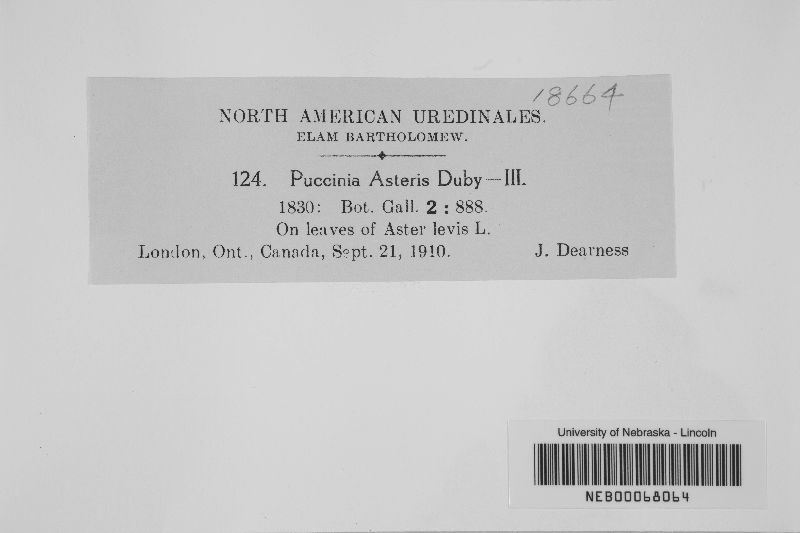 18664
NORTH AMERICAN UREDINALES.
ELAM BARTHOLOMEW.
124. Puccinia Asteris Duby—III.
1830: Bot. Gall. 2 : 888.
On leaves of Aster levis L.
London, Ont., Canada, Sept. 21, 1910. J. Dearness
University of Nebraska - Lincoln
NEB00068064